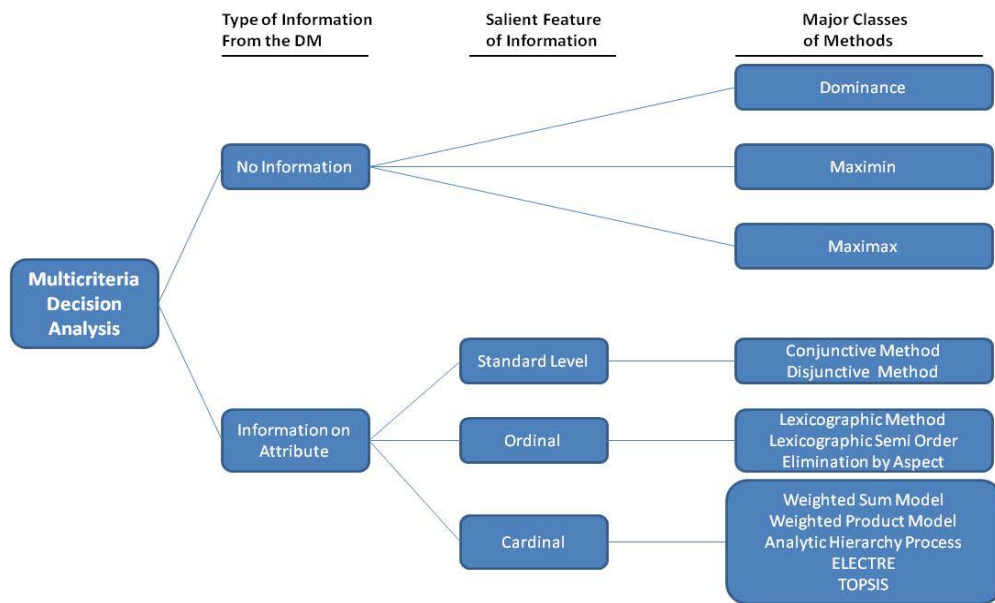 Type of Information
From the DM
Salient Feature
of Information
Major Classes
of Methods
Dominance
No Information
Maximin
Maximax
Multicriteria
Decision
Analysis
Standard Level
Conjunctive Method
Disjunctive Method
Information on
Attribute
Ordinal
Lexicographic Method
Lexicographic Semi Order
Elimination by Aspect
Cardinal
Weighted Sum Model
Weighted Product Model
Analytic Hierarchy Process
ELECTRE
TOPSIS